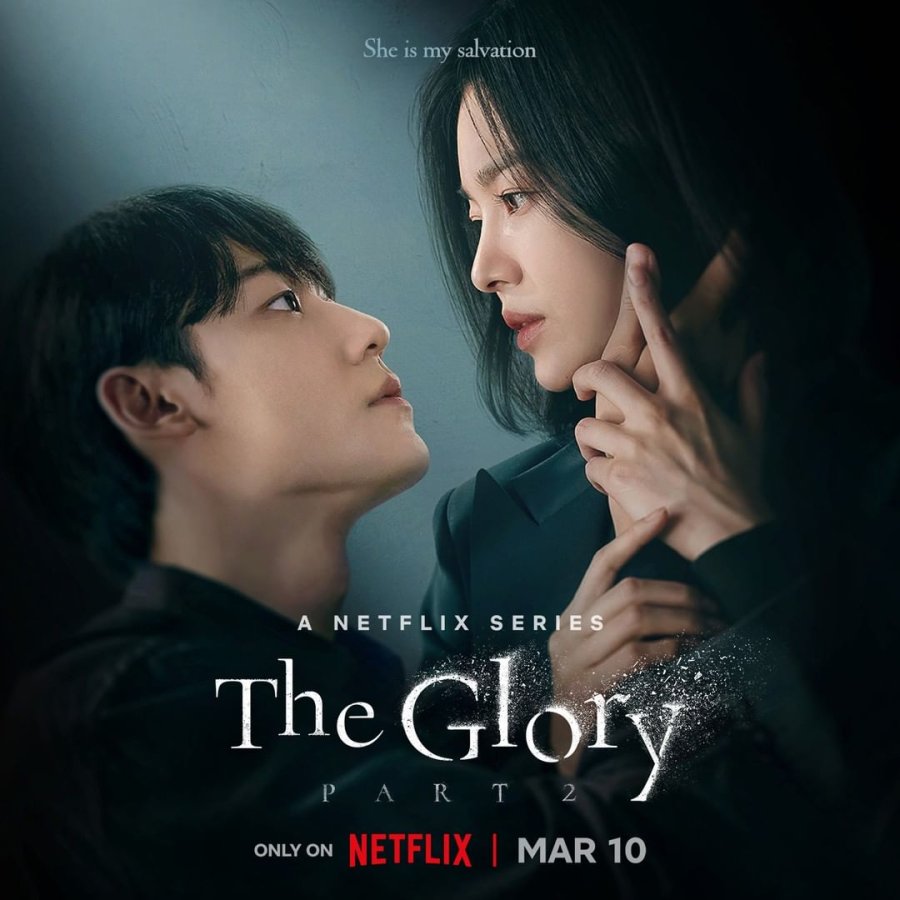 She is my salvation
A NETFLIX SERIES
The Glory
PART 2
ONLY ON NETFLIX | MAR 10